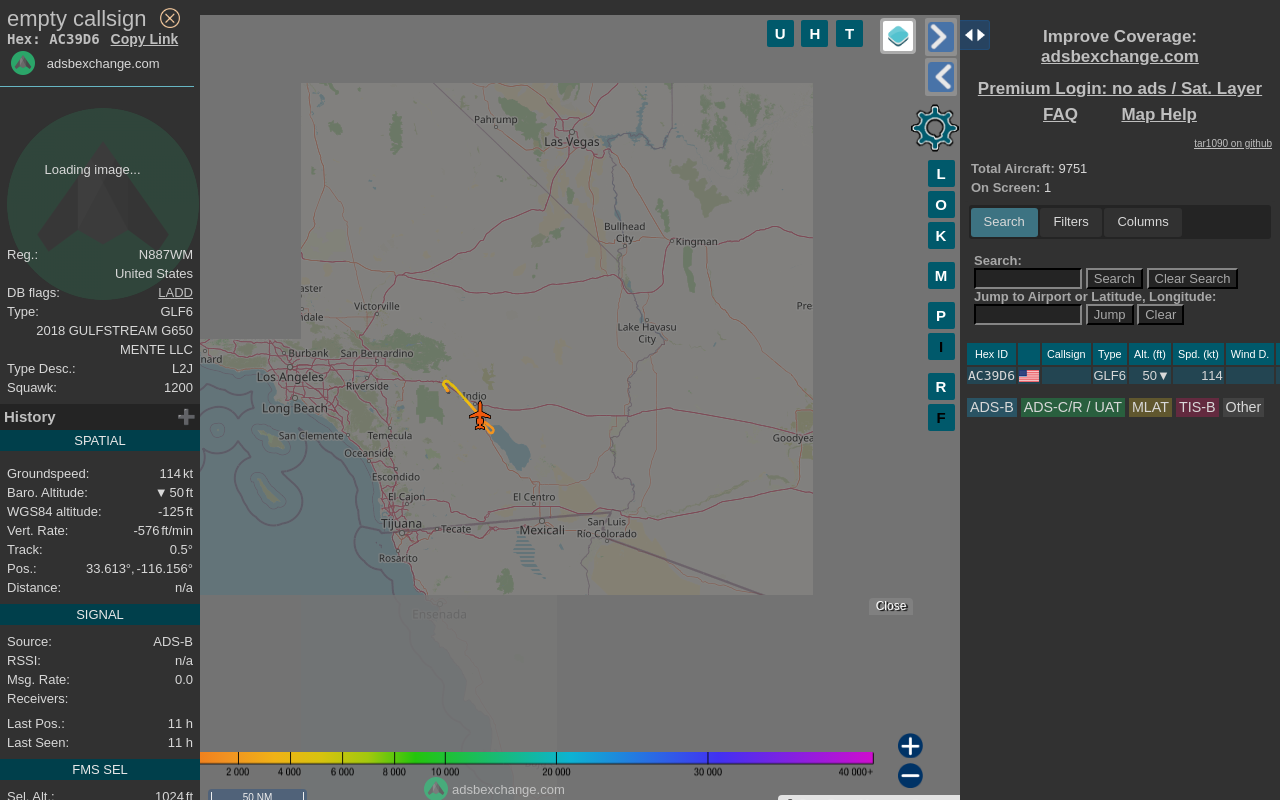 empty callsign
Hex: AC39D6 Copy Link
adsbexchange.com
Loading image...
Reg.: N887WM
United States
DB flags: LADD
Type: GLF6
2018 GULFSTREAM G650
MENTE LLC
Type Desc.: L2J
Squawk: 1200
History
SPATIAL
Groundspeed: 114 kt
Baro. Altitude: ▼ 50 ft
WGS84 altitude: -125 ft
Vert. Rate: -576 ft/min
Track: 0.5°
Pos.: 33.613°, -116.156°
Distance: n/a
SIGNAL
Source: ADS-B
RSSI: n/a
Msg. Rate: 0.0
Receivers:
Last Pos.: 11 h
Last Seen: 11 h
FMS SEL
Sel. Alt.: 1024 ft
U H T
L
O
K
M
P
I
R
F
Pahrump
Las Vegas
Bullhead
City
Kingman
aster
Victorville
dale
Pre
Lake Havasu
City
nard
Burbank
San Bernardino
Los Angeles
Riverside
Indio
Long Beach
San Clemente
Temecula
Goodyea
Oceanside
Escondido
El Cajon
El Centro
Tijuana
Tecate
Mexicali
San Luis
Río Colorado
Rosarito
Ensenada
Close
2 000 4 000 6 000 8 000 10 000 20 000 30 000 40 000+
adsbexchange.com
50 NM
Improve Coverage:
adsbexchange.com
Premium Login: no ads / Sat. Layer
FAQ Map Help
tar1090 on github
Total Aircraft: 9751
On Screen: 1
Search Filters Columns
Search:
Search Clear Search
Jump to Airport or Latitude, Longitude:
Jump Clear
Hex ID Callsign Type Alt. (ft) Spd. (kt) Wind D.
AC39D6 GLF6 50▼ 114
ADS-B ADS-C/R / UAT MLAT TIS-B Other